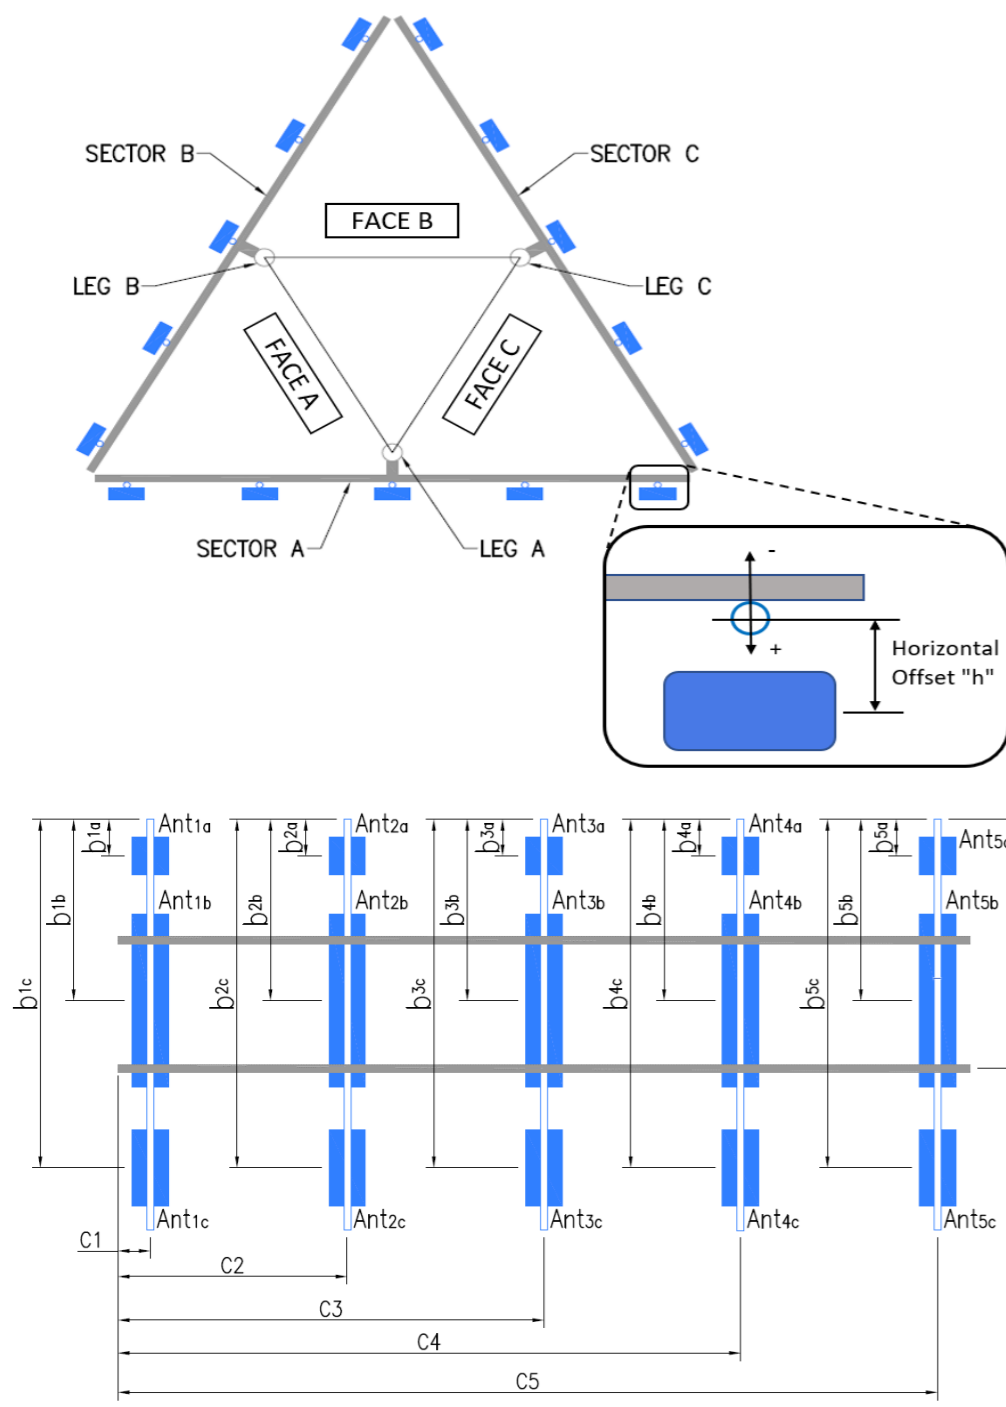 SECTOR B
SECTOR C
FACE B
LEG B
LEG C
FACE A
FACE C
SECTOR A
LEG A
-
+
Horizontal
Offset "h"
b1a
b1b
b1c
Ant1a
Ant1b
Ant1c
b2a
b2b
b2c
Ant2a
Ant2b
Ant2c
b3a
b3b
b3c
Ant3a
Ant3b
Ant3c
b4a
b4b
b4c
Ant4a
Ant4b
Ant4c
b5a
b5b
b5c
Ant5b
Ant5c
C1
C2
C3
C4
C5